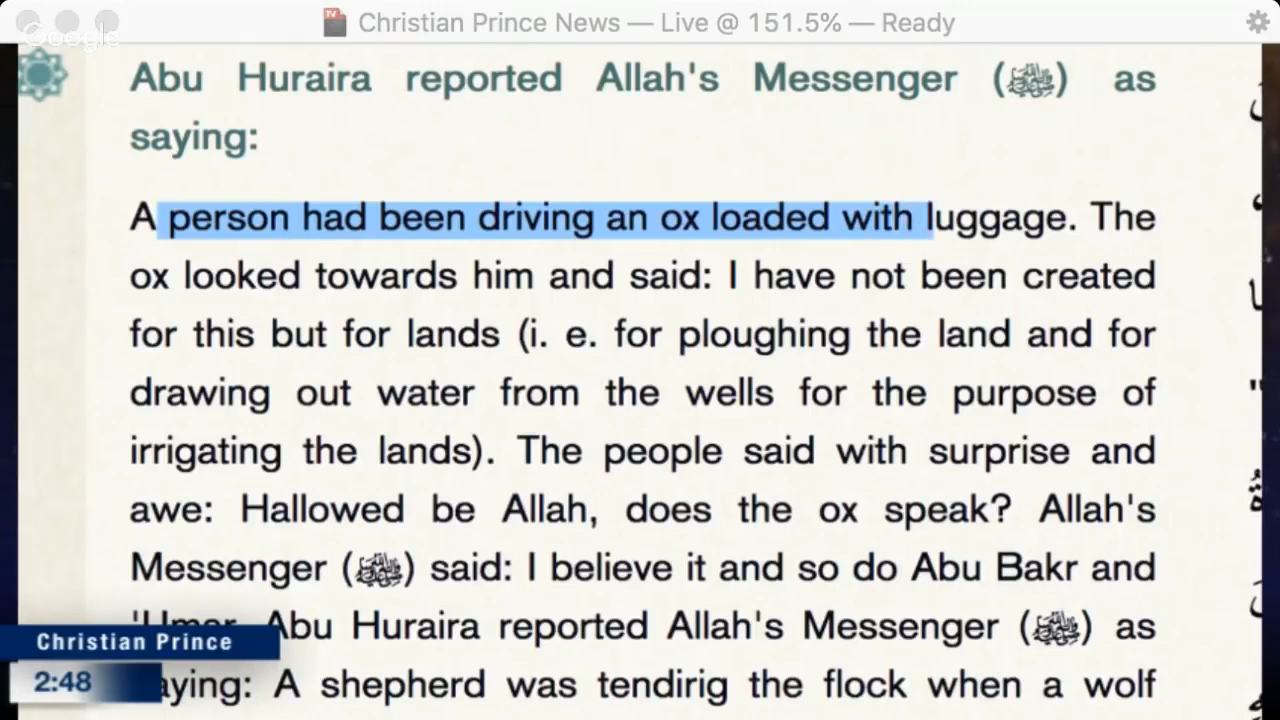 Christian Prince News — Live @ 151.5% — Ready
Google
Abu Huraira reported Allah's Messenger (ﷺ) as
saying:
A person had been driving an ox loaded with luggage. The
ox looked towards him and said: I have not been created
for this but for lands (i. e. for ploughing the land and for
drawing out water from the wells for the purpose of
irrigating the lands). The people said with surprise and
awe: Hallowed be Allah, does the ox speak? Allah's
Messenger (ﷺ) said: I believe it and so do Abu Bakr and
'Umar. Abu Huraira reported Allah's Messenger (ﷺ) as
saying: A shepherd was tendirig the flock when a wolf
Christian Prince
2:48